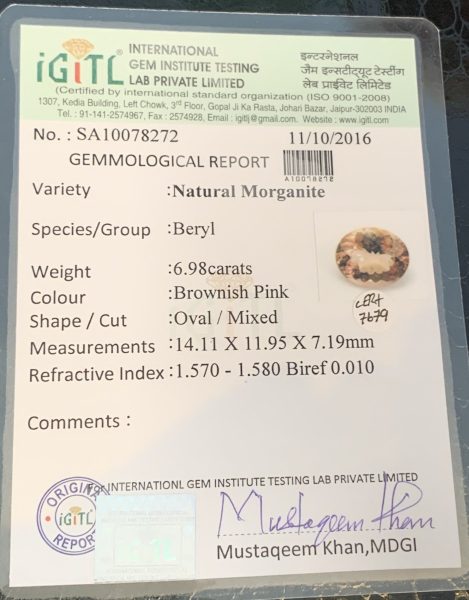 iGiTL®
INTERNATIONAL
GEM INSTITUTE TESTING
LAB PRIVATE LIMITED
इन्टरनेशनल
जैम इन्सटीट्यूट टेस्टींग
लेब प्राईवेट लिमिटेड
(Certified by international standard organization (ISO 9001-2008)
1307, Kedia Building, Left Chowk, 3rd Floor, Gopal Ji Ka Rasta, Johari Bazar, Jaipur-302003 INDIA
Tel. : 91-141-2574967, Fax : 2574928, Email : igitlj@gmail.com. Website : www.igitl.com
No. : SA10078272 11/10/2016
GEMMOLOGICAL REPORT
A10078272
Variety :Natural Morganite
Species/Group :Beryl
Weight :6.98carats
Colour :Brownish Pink
Shape / Cut :Oval / Mixed
Measurements :14.11 X 11.95 X 7.19mm
Refractive Index :1.570 - 1.580 Biref 0.010
CERT
7679
Comments :
For INTERNATIONL GEM INSTITUTE TESTING LAB PRIVATE LIMITED
ORIGINAL
iGiTL
REPORT
Mustaqeem Khan
Mustaqeem Khan,MDGI